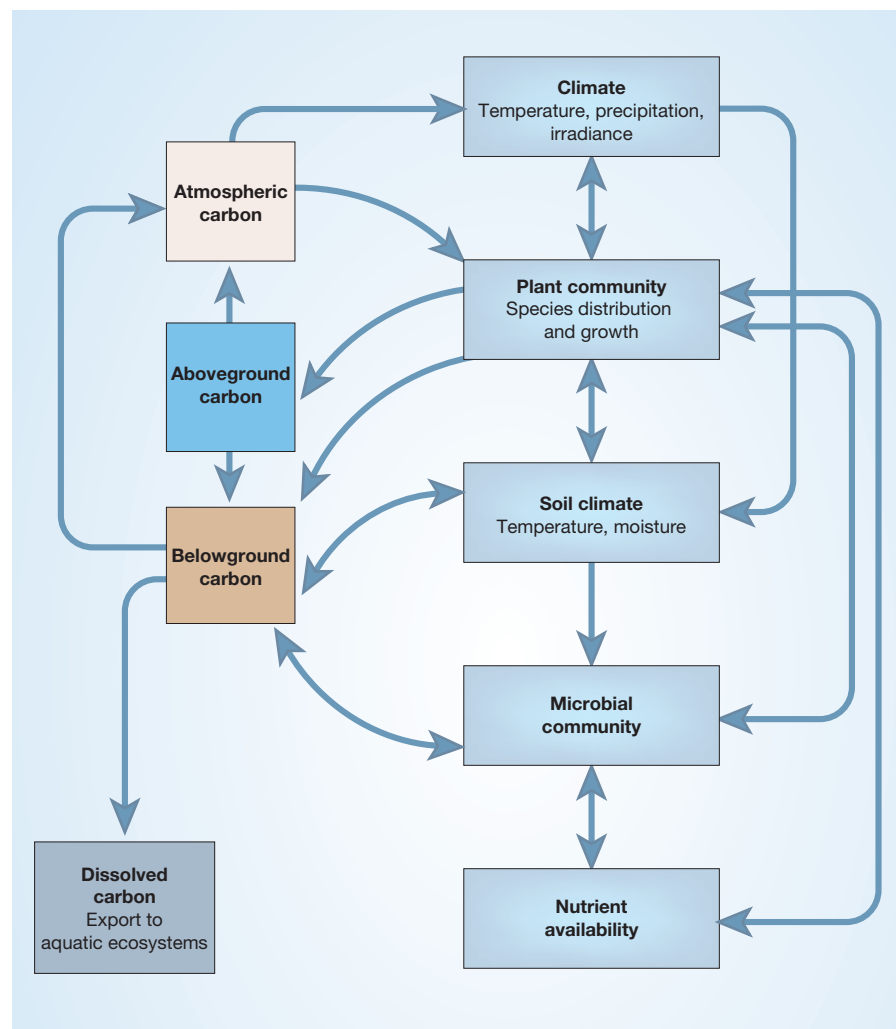 Climate
Temperature, precipitation,
irradiance
Atmospheric
carbon
Plant community
Species distribution
and growth
Aboveground
carbon
Soil climate
Temperature, moisture
Belowground
carbon
Microbial
community
Dissolved
carbon
Export to
aquatic ecosystems
Nutrient
availability